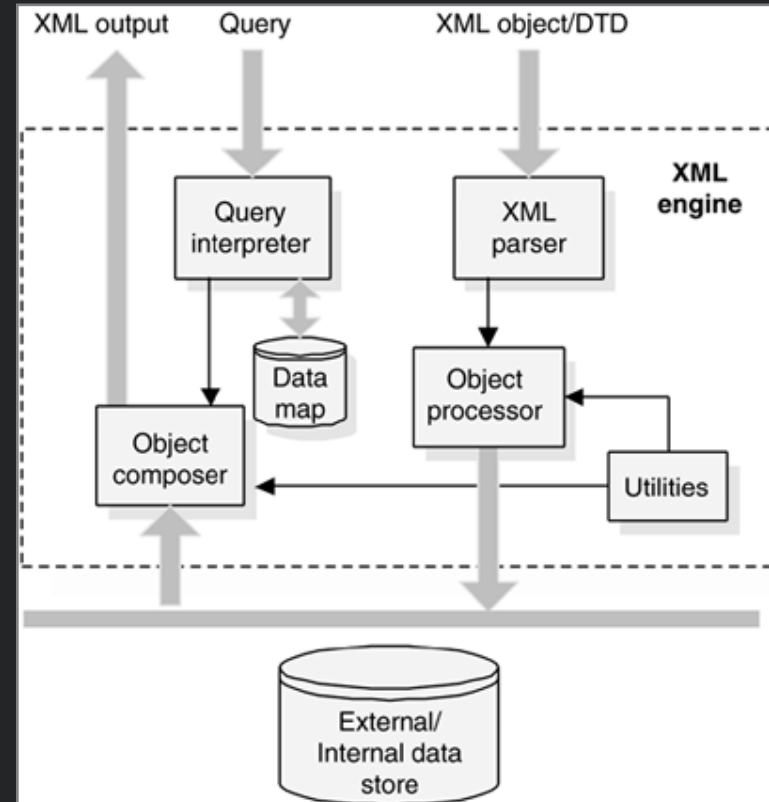 XML output
Query
XML object/DTD
XML
engine
Query
interpreter
XML
parser
Data
map
Object
processor
Object
composer
Utilities
External/
Internal data
store